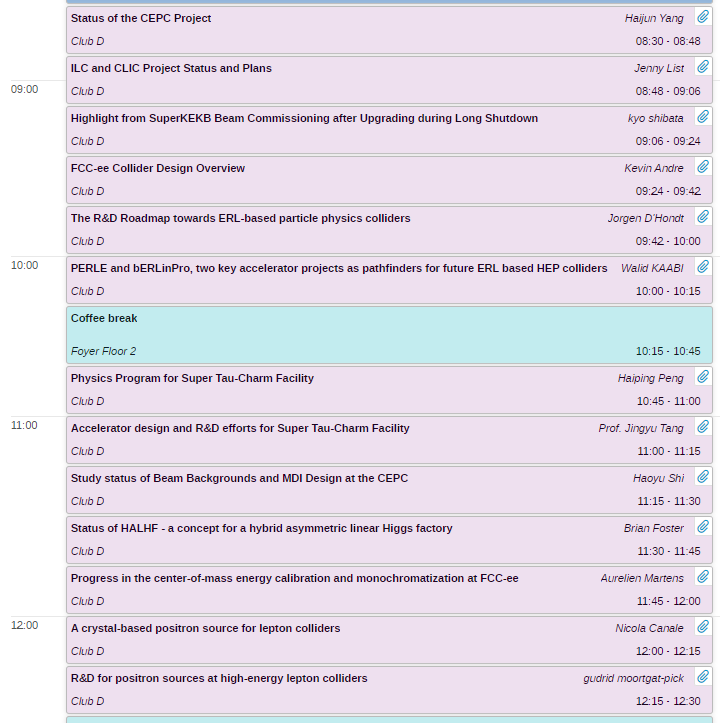 Status of the CEPC Project Haijun Yang
Club D 08:30 - 08:48
ILC and CLIC Project Status and Plans Jenny List
09:00 Club D 08:48 - 09:06
Highlight from SuperKEKB Beam Commissioning after Upgrading during Long Shutdown kyo shibata
Club D 09:06 - 09:24
FCC-ee Collider Design Overview Kevin Andre
Club D 09:24 - 09:42
The R&D Roadmap towards ERL-based particle physics colliders Jorgen D'Hondt
Club D 09:42 - 10:00
10:00 PERLE and bERLinPro, two key accelerator projects as pathfinders for future ERL based HEP colliders Walid KAABI
Club D 10:00 - 10:15
Coffee break
Foyer Floor 2 10:15 - 10:45
Physics Program for Super Tau-Charm Facility Haiping Peng
Club D 10:45 - 11:00
11:00 Accelerator design and R&D efforts for Super Tau-Charm Facility Prof. Jingyu Tang
Club D 11:00 - 11:15
Study status of Beam Backgrounds and MDI Design at the CEPC Haoyu Shi
Club D 11:15 - 11:30
Status of HALHF - a concept for a hybrid asymmetric linear Higgs factory Brian Foster
Club D 11:30 - 11:45
Progress in the center-of-mass energy calibration and monochromatization at FCC-ee Aurelien Martens
Club D 11:45 - 12:00
12:00 A crystal-based positron source for lepton colliders Nicola Canale
Club D 12:00 - 12:15
R&D for positron sources at high-energy lepton colliders gudrid moortgat-pick
Club D 12:15 - 12:30